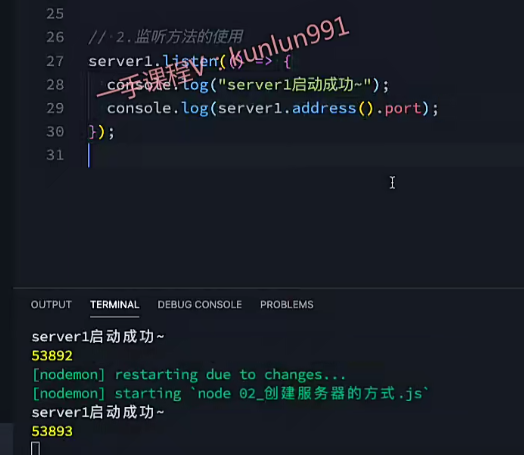 25
26 // 2.监听方法的使用
27 server1.listen(() => {
28 console.log("server1启动成功~");
29 console.log(server1.address().port);
30 });
31
一手课程V:kunlun991
OUTPUT TERMINAL DEBUG CONSOLE PROBLEMS
server1启动成功~
53892
[nodemon] restarting due to changes...
[nodemon] starting `node 02_创建服务器的方式.js`
server1启动成功~
53893